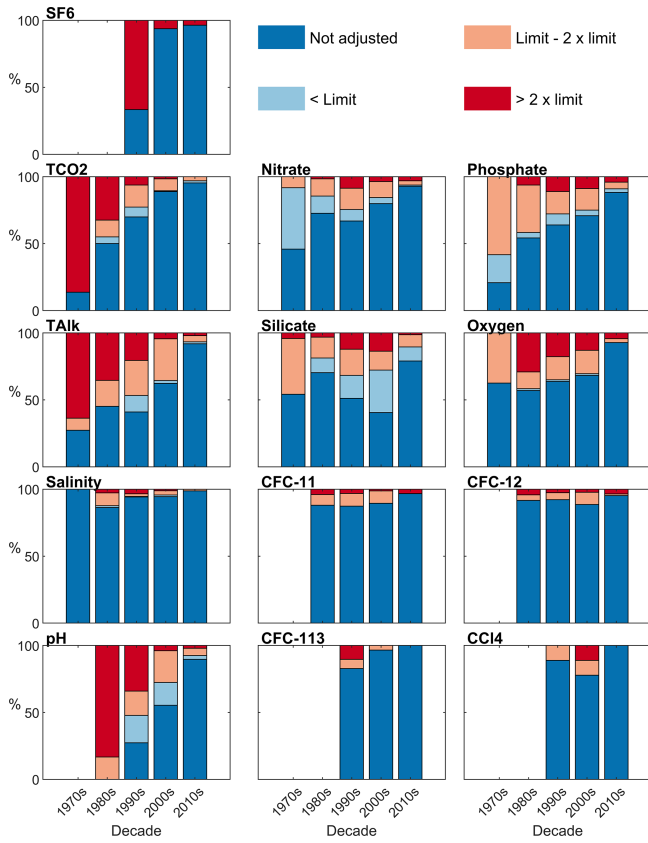 SF6
Not adjusted
Limit - 2 x limit
< Limit
> 2 x limit
100
50
0
%
TCO2
Nitrate
Phosphate
100
50
0
%
TAlk
Silicate
Oxygen
100
50
0
%
Salinity
CFC-11
CFC-12
100
50
0
%
pH
CFC-113
CCl4
100
50
0
%
1970s 1980s 1990s 2000s 2010s
1970s 1980s 1990s 2000s 2010s
1970s 1980s 1990s 2000s 2010s
Decade
Decade
Decade